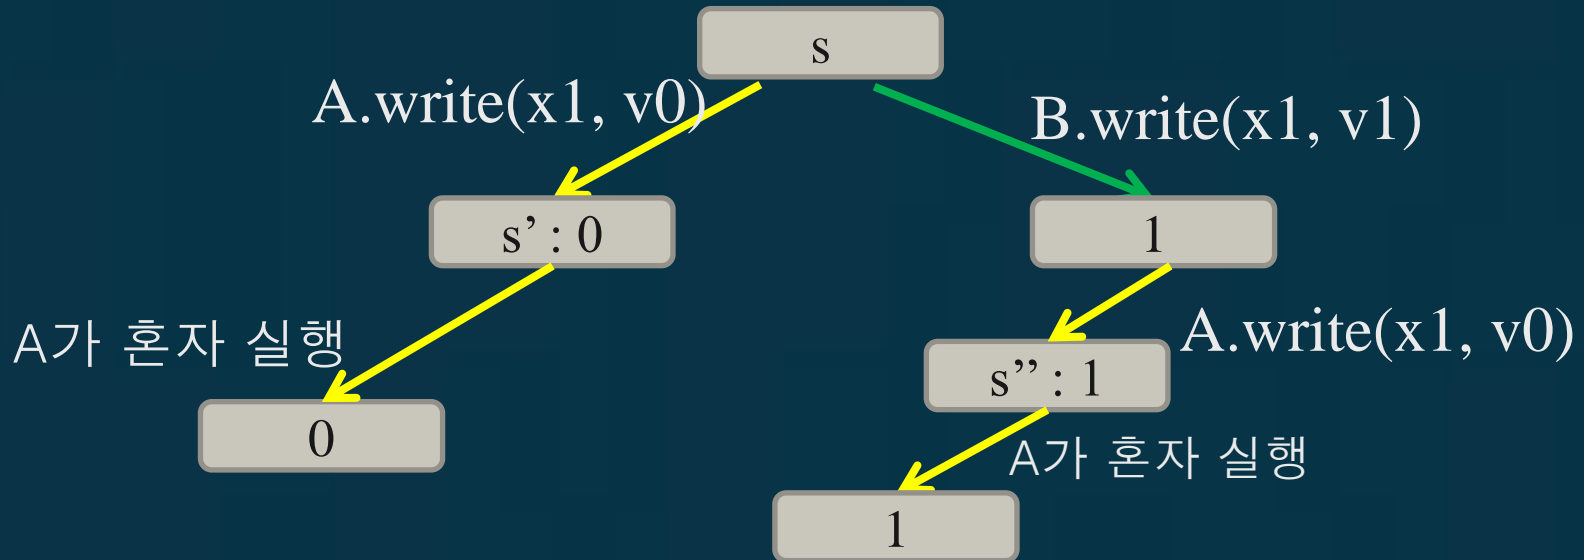 s
A.write(x1, v0)
B.write(x1, v1)
s’ : 0
1
A가 혼자 실행
A.write(x1, v0)
s” : 1
0
A가 혼자 실행
1